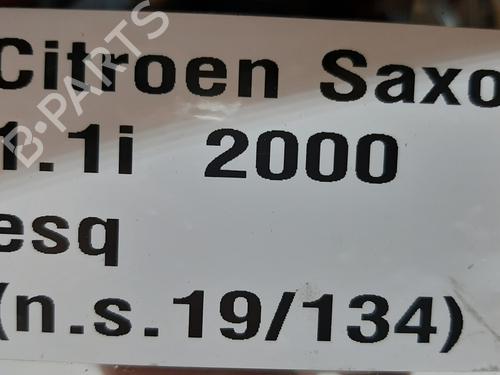 Citroen Saxo
1.1i 2000
esq
(n.s.19/134)
B-PARTS